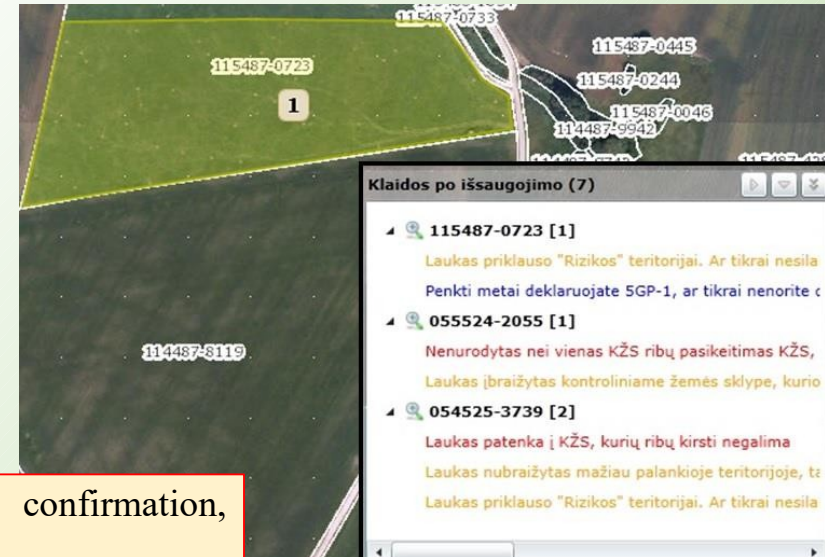 115487-0733
115487-0445
115487-0723
115487-0244
1
115487-0046
114487-9942
Klaidos po išsaugojimo (7)
115487-0723 [1]
Laukas priklauso "Rizikos" teritorijai. Ar tikrai nesila
Penkti metai deklaruojate 5GP-1, ar tikrai nenorite
055524-2055 [1]
Nenurodytas nei vienas KŽS ribų pasikeitimas KŽS,
Laukas įbraižytas kontroliniame žemės sklype, kurio
054525-3739 [2]
Laukas patenka į KŽS, kurių ribų kirsti negalima
Laukas nubraižytas mažiau palankioje teritorijoje,
Laukas priklauso "Rizikos" teritorijai. Ar tikrai nesila
114487-8119
confirmation,